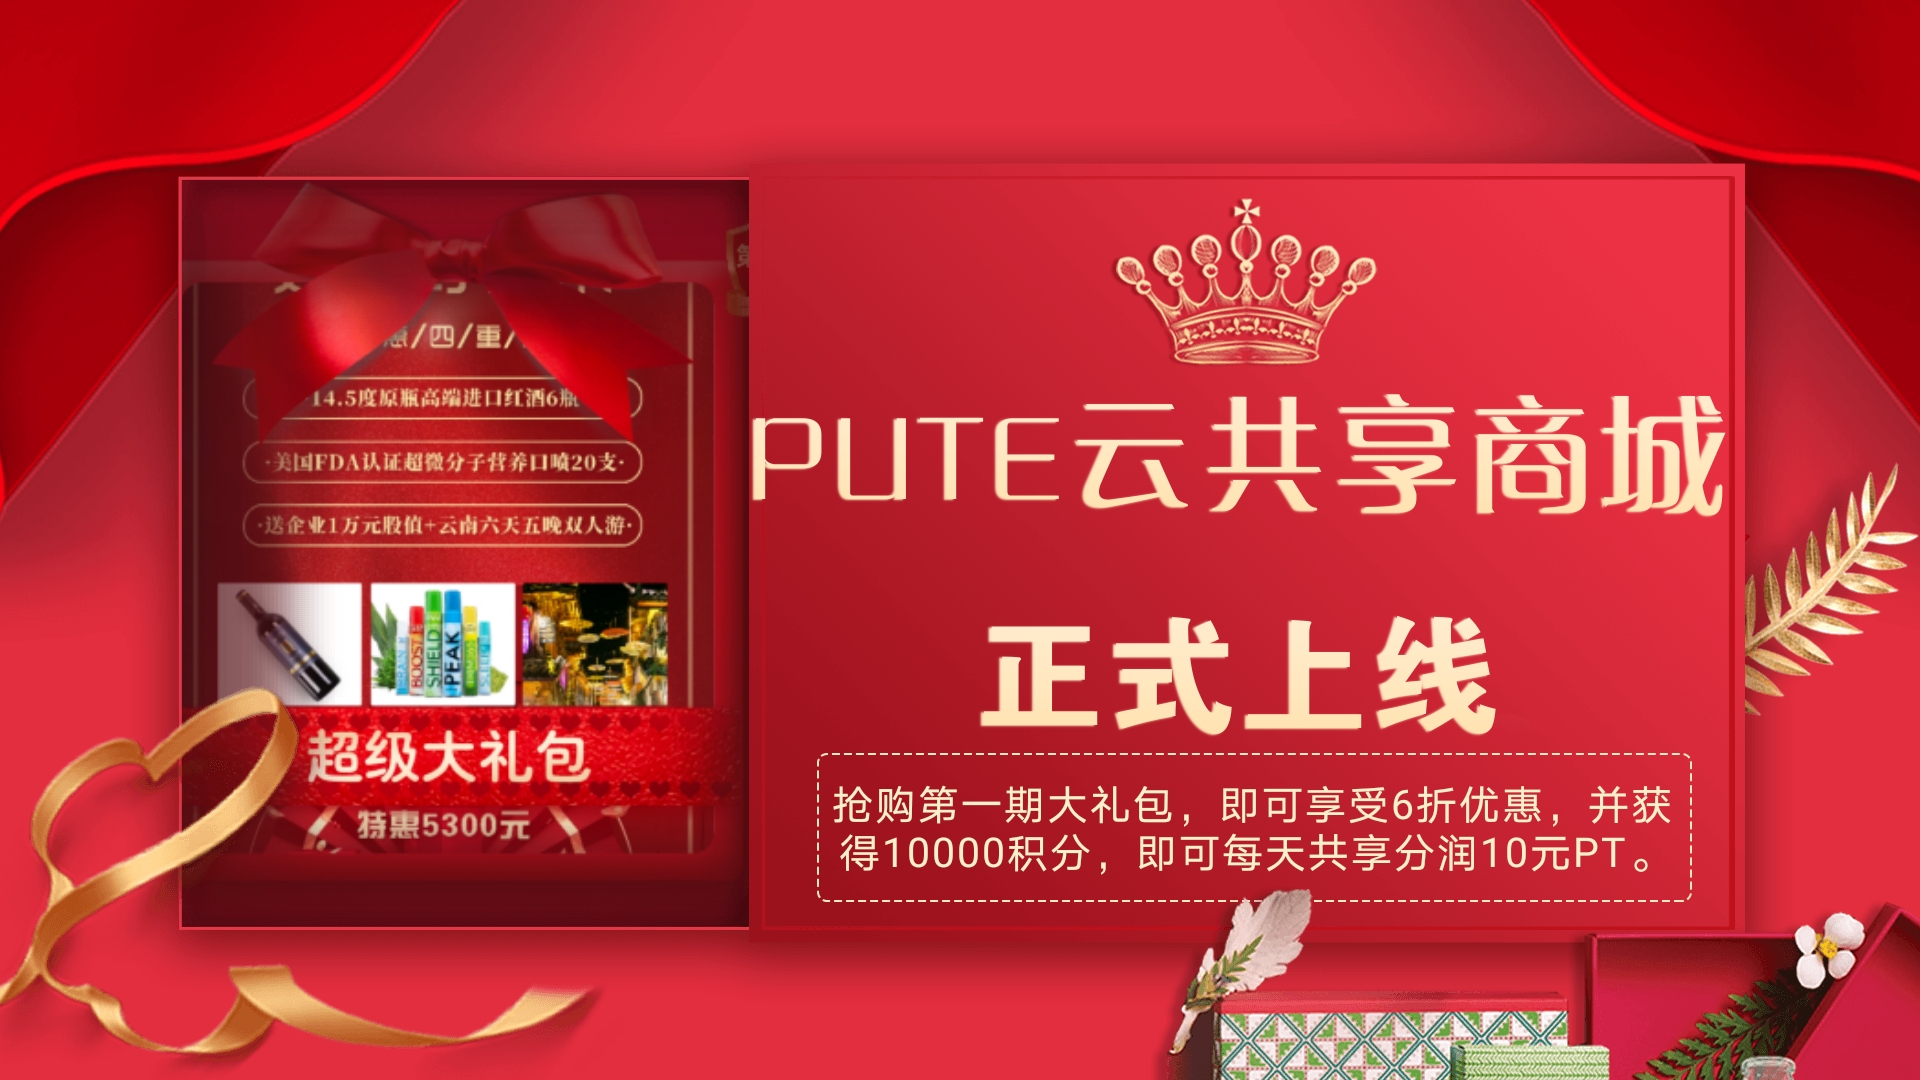 惠/四/重/
14.5度原瓶高端进口红酒6瓶
·美国FDA认证超微分子营养口喷20支·
·送企业1万元股值+云南六天五晚双人游·
BOOST
SHIELD
PEAK
超级大礼包
特惠5300元
PUTE云共享商城
正式上线
抢购第一期大礼包，即可享受6折优惠，并获
得10000积分，即可每天共享分润10元PT。